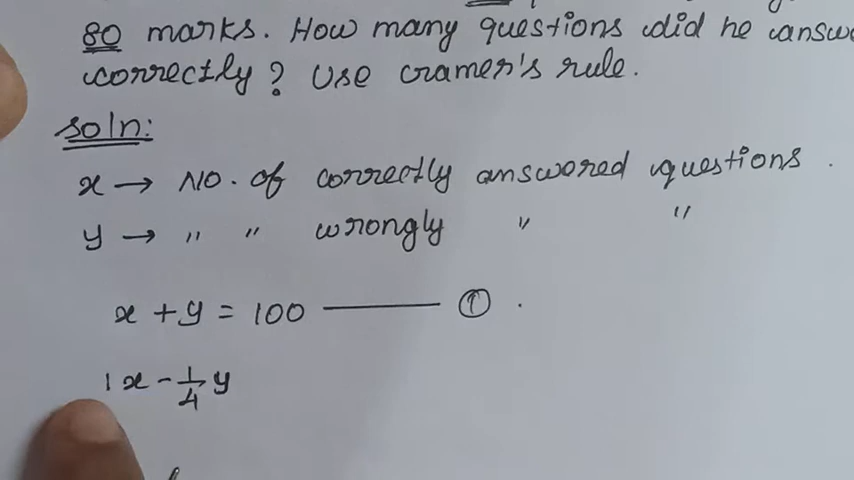 80 marks. How many questions did he answe
correctly? Use cramer's rule.
Soln:
x → No. of correctly answered questions.
y → " " wrongly " "
x + y = 100 ——— ①.
1x - 1/4 y